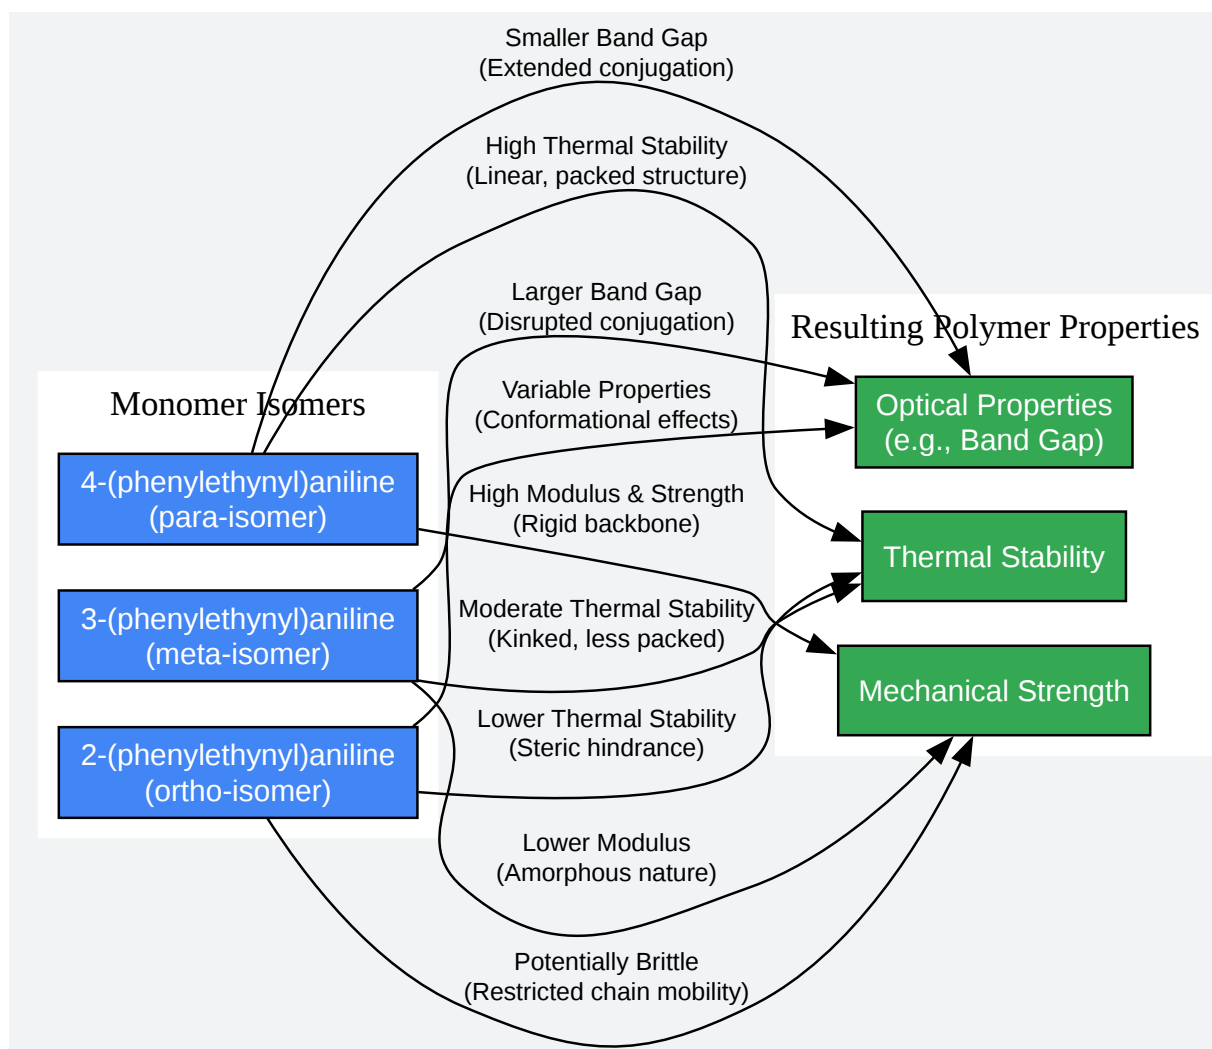 Smaller Band Gap
(Extended conjugation)
High Thermal Stability
(Linear, packed structure)
Larger Band Gap
(Disrupted conjugation)
Resulting Polymer Properties
Monomer Isomers
Variable Properties
(Conformational effects)
Optical Properties
(e.g., Band Gap)
4-(phenylethynyl)aniline
(para-isomer)
High Modulus & Strength
(Rigid backbone)
Thermal Stability
3-(phenylethynyl)aniline
(meta-isomer)
Moderate Thermal Stability
(Kinked, less packed)
Mechanical Strength
Lower Thermal Stability
(Steric hindrance)
2-(phenylethynyl)aniline
(ortho-isomer)
Lower Modulus
(Amorphous nature)
Potentially Brittle
(Restricted chain mobility)